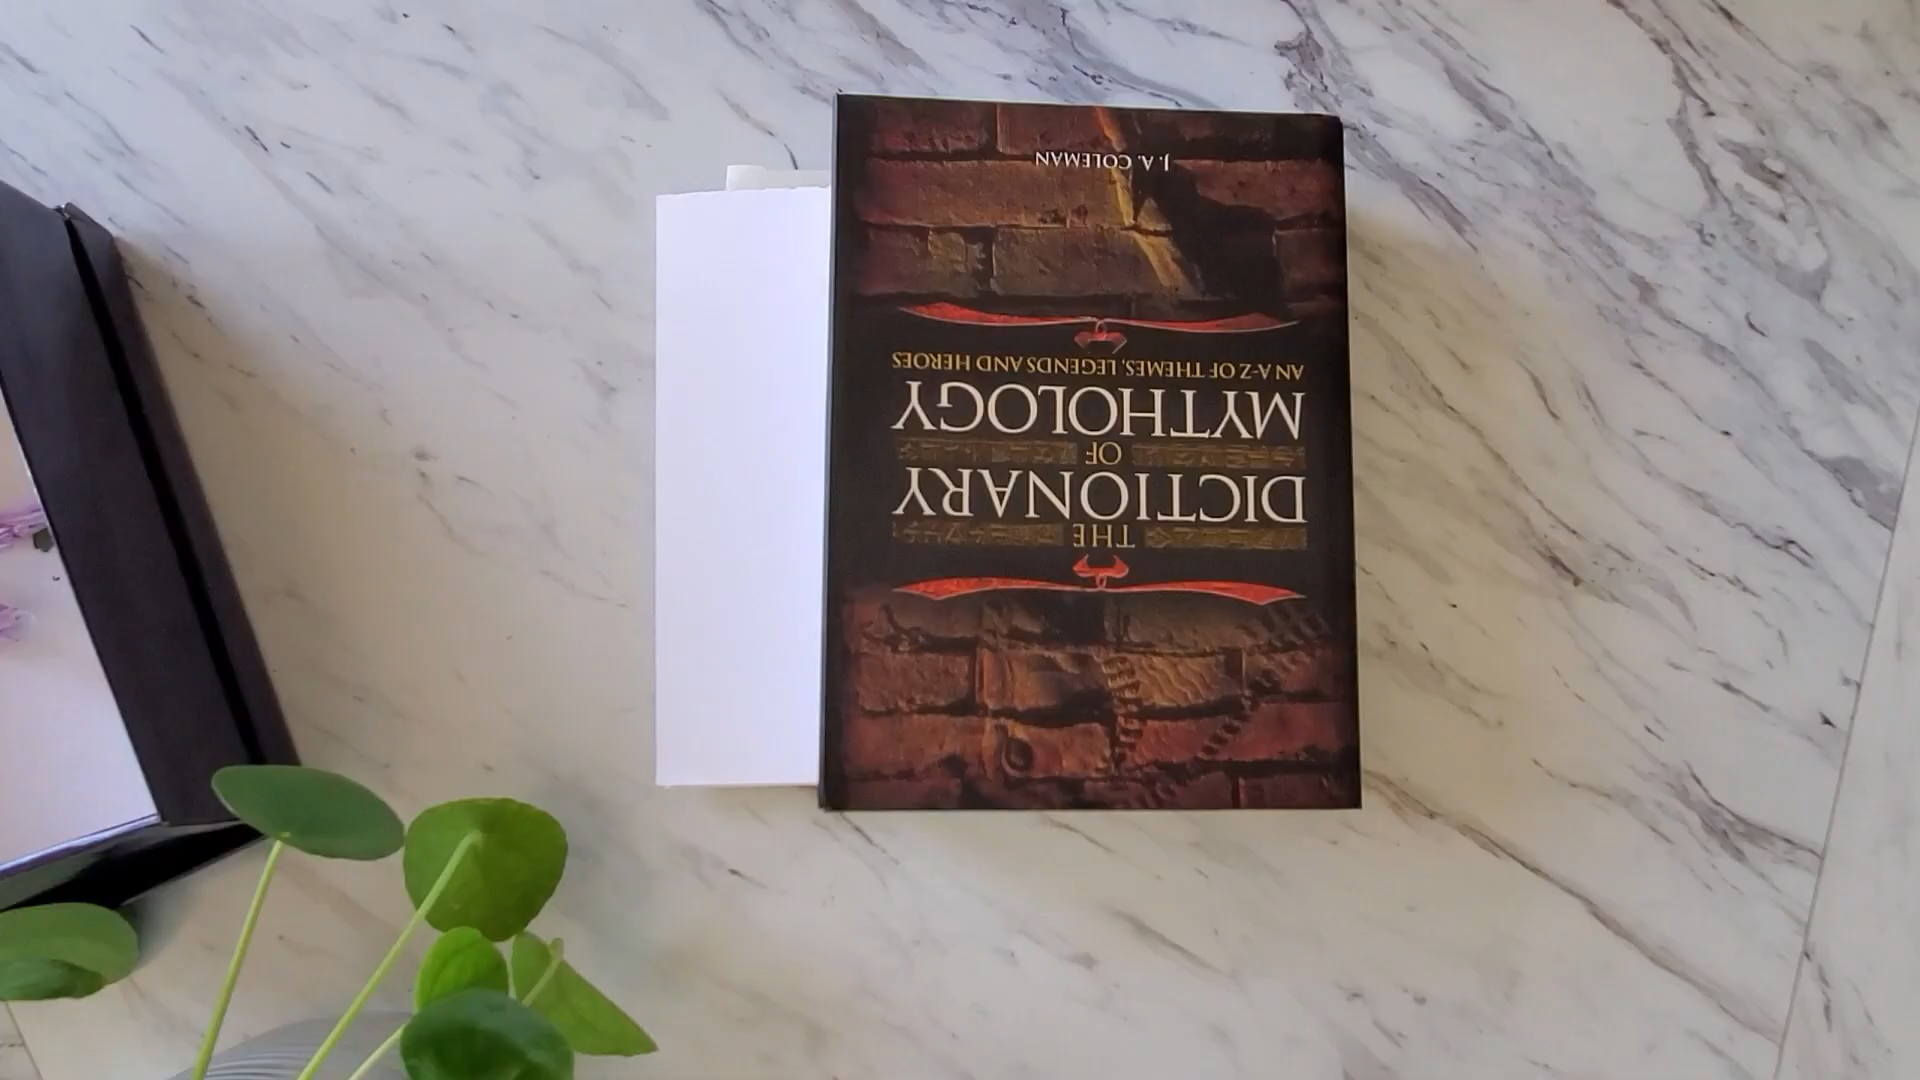 THE
DICTIONARY
OF
MYTHOLOGY
AN A-Z OF THEMES, LEGENDS AND HEROES
J. A. COLEMAN